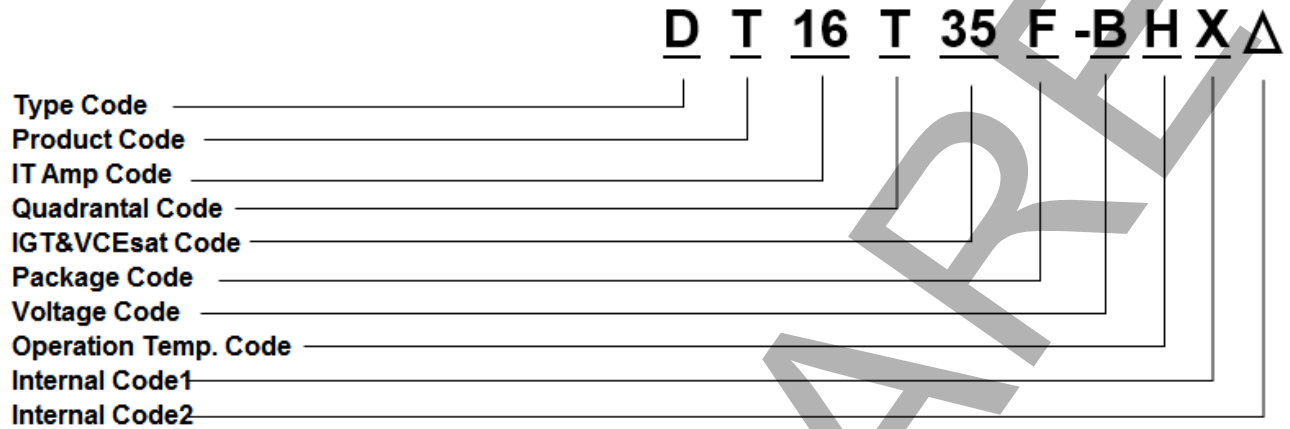 D T 16 T 35 F -B H X △
Type Code
Product Code
IT Amp Code
Quadrantal Code
IGT&VCEsat Code
Package Code
Voltage Code
Operation Temp. Code
Internal Code1
Internal Code2